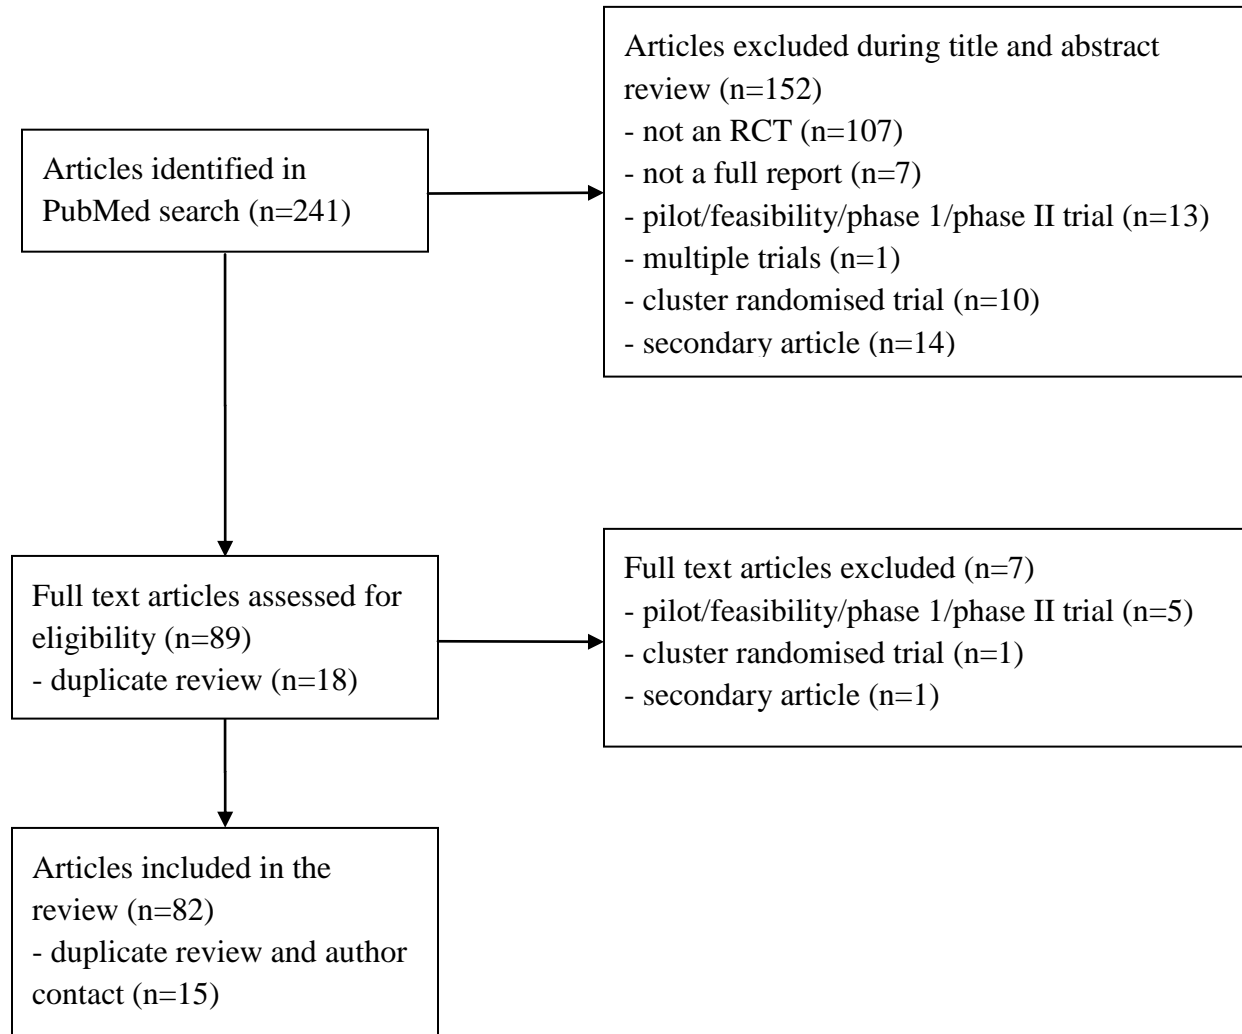 Articles excluded during title and abstract
review (n=152)
- not an RCT (n=107)
- not a full report (n=7)
- pilot/feasibility/phase 1/phase II trial (n=13)
- multiple trials (n=1)
- cluster randomised trial (n=10)
- secondary article (n=14)
Articles identified in
PubMed search (n=241)
Full text articles assessed for
eligibility (n=89)
- duplicate review (n=18)
Full text articles excluded (n=7)
- pilot/feasibility/phase 1/phase II trial (n=5)
- cluster randomised trial (n=1)
- secondary article (n=1)
Articles included in the
review (n=82)
- duplicate review and author
contact (n=15)